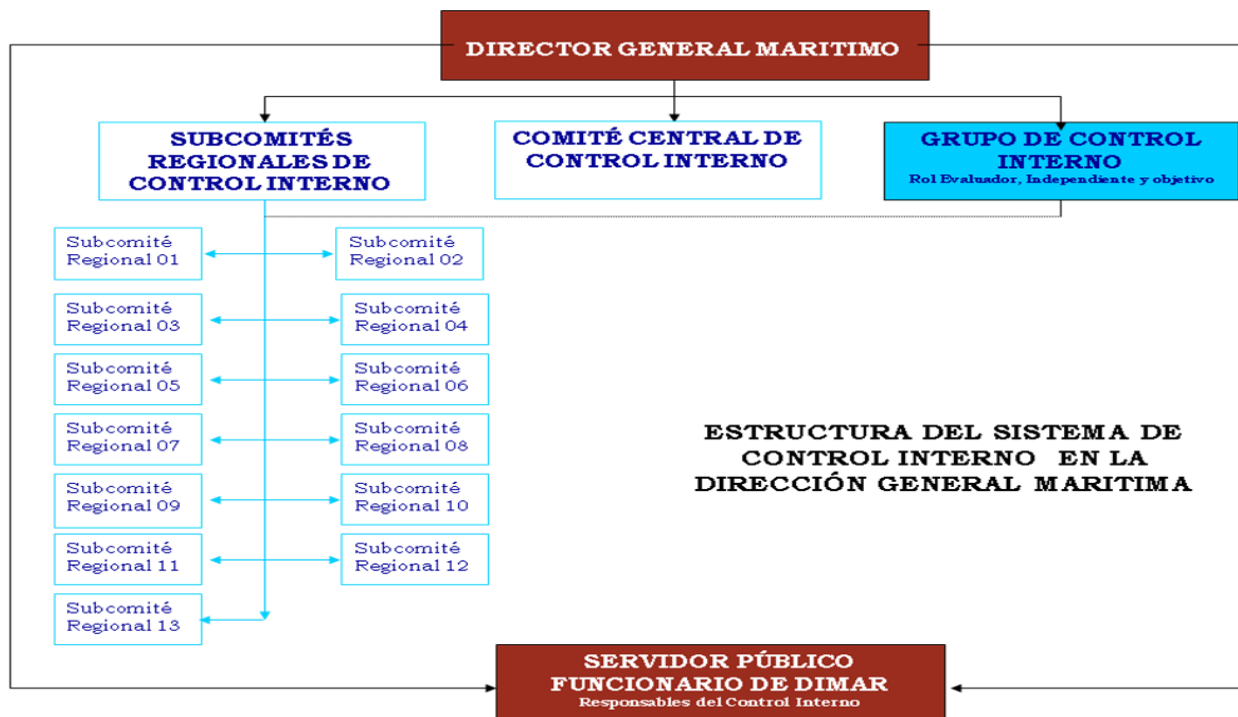 DIRECTOR GENERAL MARITIMO
SUBCOMITÉS
REGIONALES DE
CONTROL INTERNO
COMITÉ CENTRAL DE
CONTROL INTERNO
GRUPO DE CONTROL
INTERNO
Rol Evaluador, Independiente y objetivo
Subcomité
Regional 01
Subcomité
Regional 02
Subcomité
Regional 03
Subcomité
Regional 04
Subcomité
Regional 05
Subcomité
Regional 06
Subcomité
Regional 07
Subcomité
Regional 08
Subcomité
Regional 09
Subcomité
Regional 10
Subcomité
Regional 11
Subcomité
Regional 12
Subcomité
Regional 13
ESTRUCTURA DEL SISTEMA DE
CONTROL INTERNO EN LA
DIRECCIÓN GENERAL MARITIMA
SERVIDOR PÚBLICO
FUNCIONARIO DE DIMAR
Responsables del Control Interno